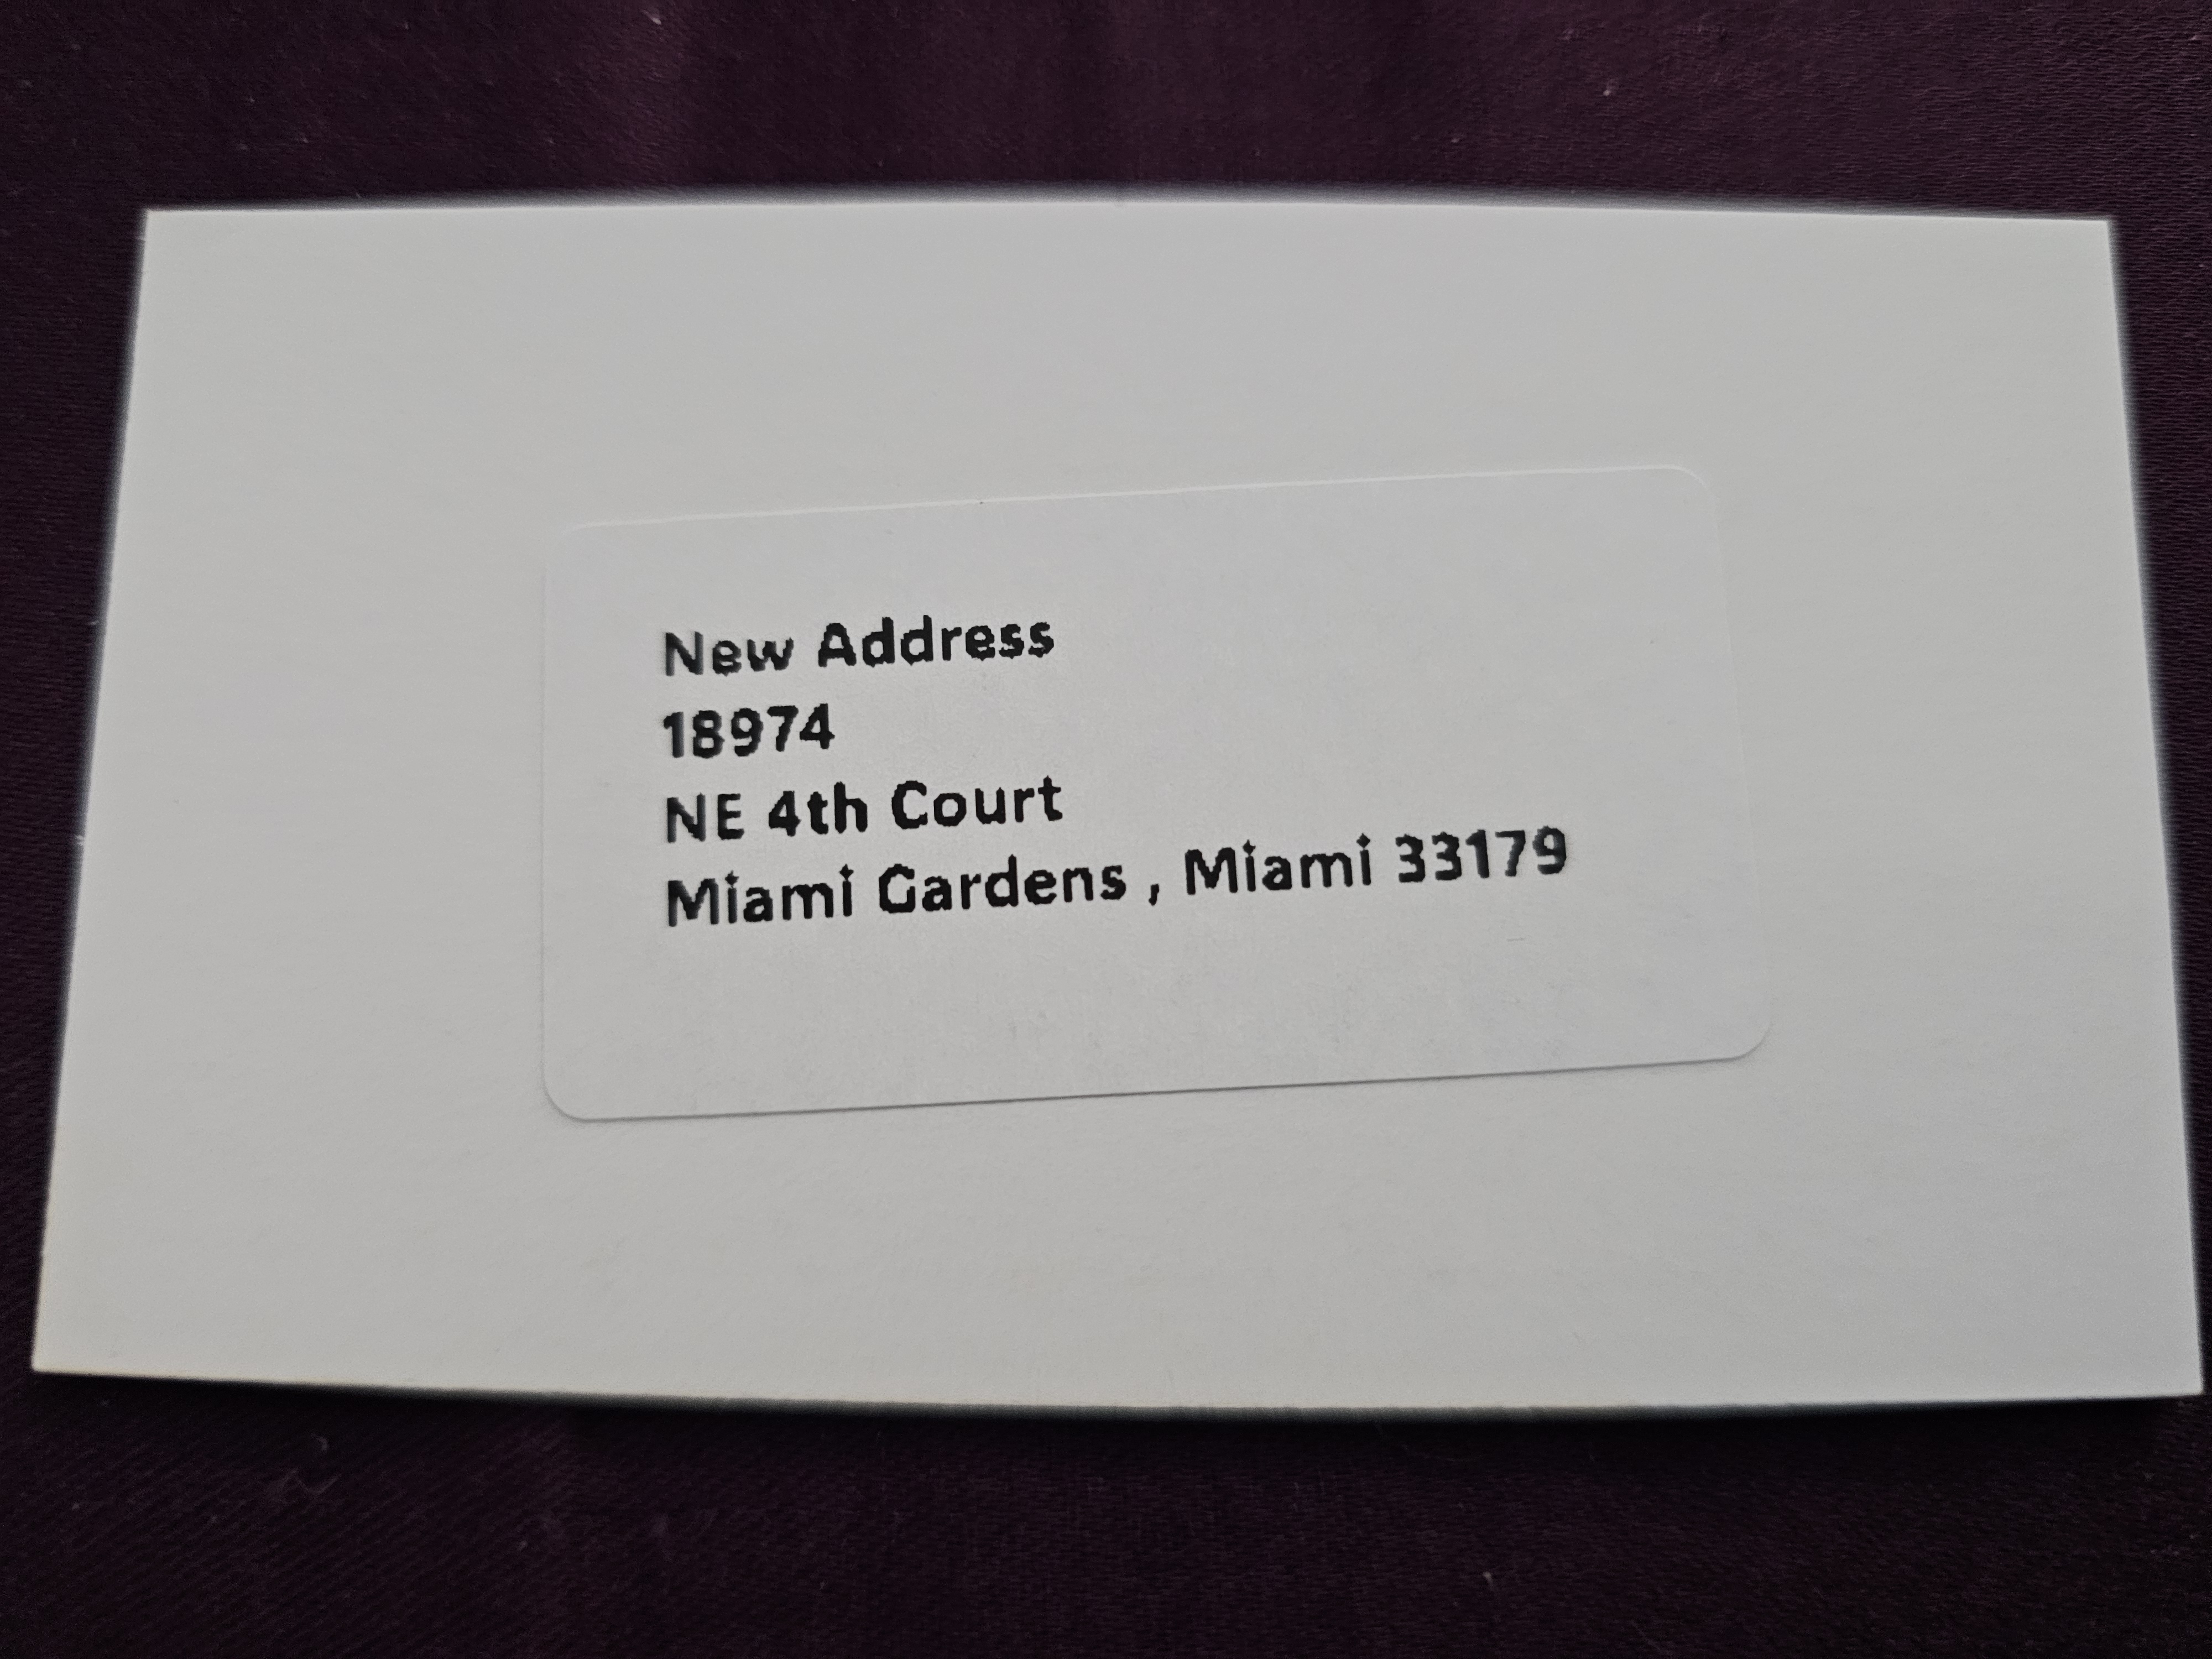 New Address
18974
NE 4th Court
Miami Gardens , Miami 33179